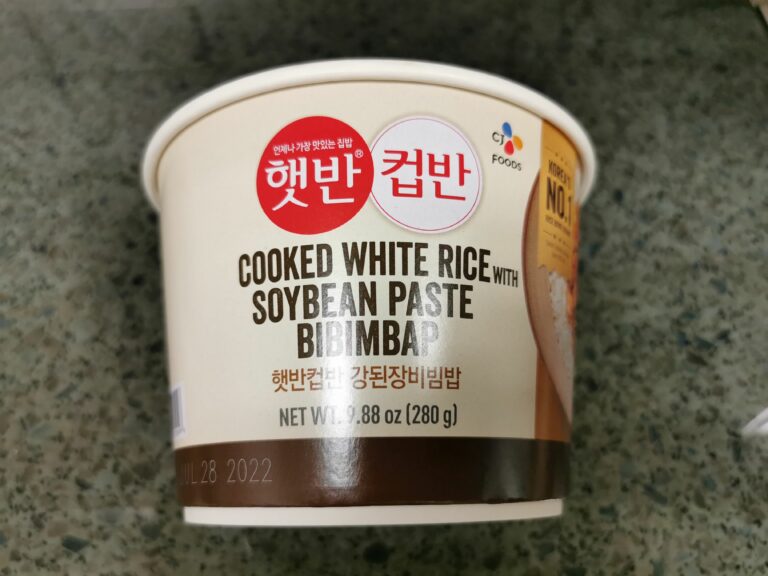 언제나 가장 맛있는 집밥
햇반®
컵반
CJ
FOODS
KOREA'S
NO.1
COOKED WHITE RICE WITH
SOYBEAN PASTE
BIBIMBAP
햇반컵반 강된장비빔밥
NET WT. 9.88 oz (280 g)
JUL 28 2022